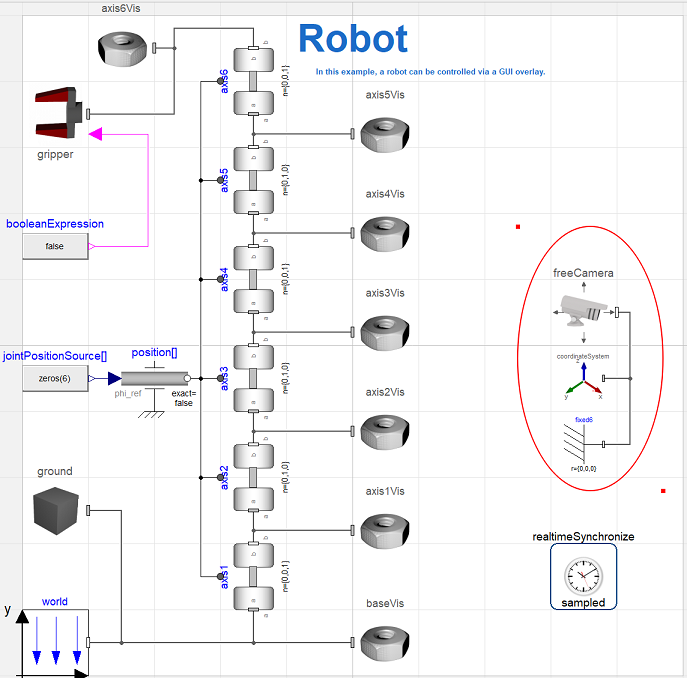 axis6Vis
Robot
In this example, a robot can be controlled via a GUI overlay.
axis6
n={0,0,1}
axis5Vis
gripper
axis5
n={0,1,0}
axis4Vis
booleanExpression
false
axis4
n={0,0,1}
freeCamera
axis3Vis
jointPositionSource[]
position[]
zeros(6)
phi_ref
exact=
false
axis3
n={0,1,0}
coordinateSystem
z
y
x
axis2Vis
fixed6
r={0,0,0}
ground
axis2
n={0,1,0}
axis1Vis
realtimeSynchronize
sampled
axis1
n={0,0,1}
world
y
baseVis